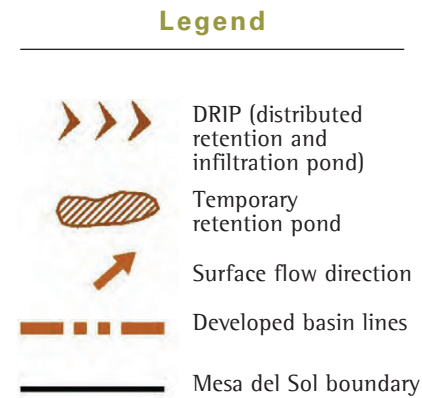 Legend
DRIP (distributed
retention and
infiltration pond)
Temporary
retention pond
Surface flow direction
Developed basin lines
Mesa del Sol boundary